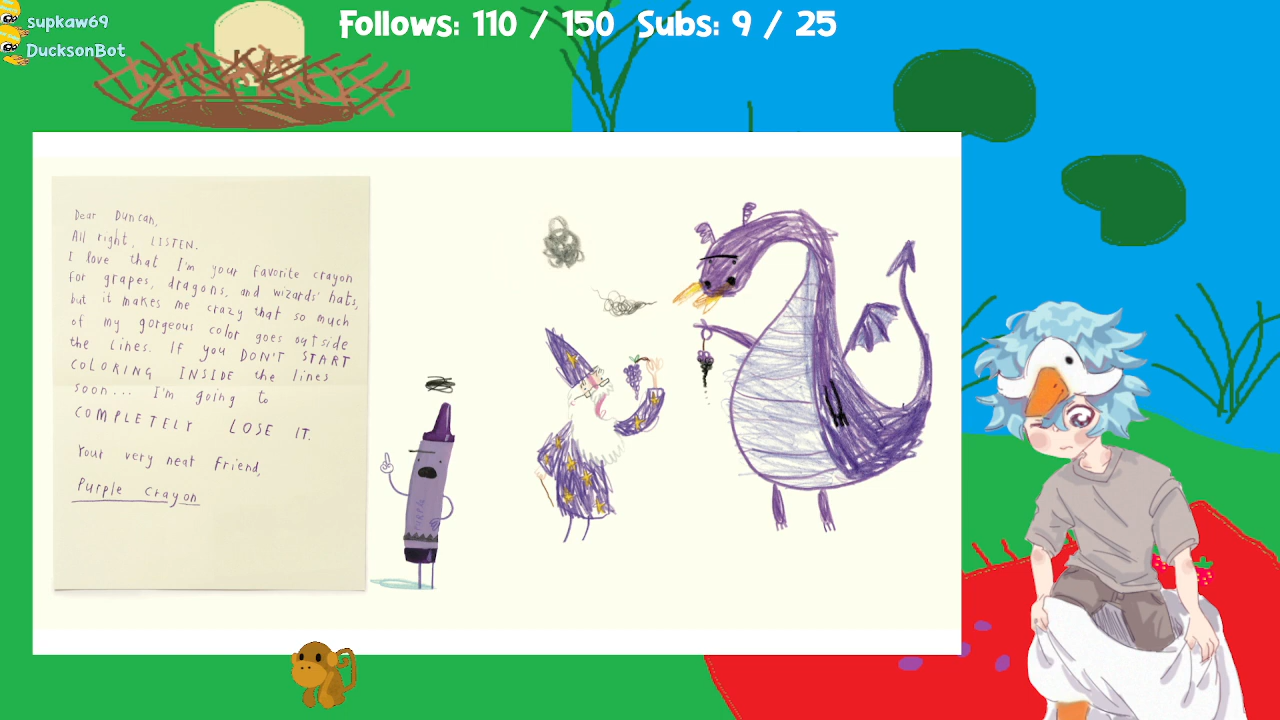 supkaw69
DucksonBot
Follows: 110 / 150 Subs: 9 / 25
Dear Duncan,
All right, LISTEN.
I love that I'm your favorite crayon
for grapes, dragons, and wizards' hats,
but it makes me crazy that so much
of my gorgeous color goes outside
the lines. If you DON'T START
COLORING INSIDE the lines
soon... I'm going to
COMPLETELY LOSE IT.
Your very neat friend,
Purple Crayon